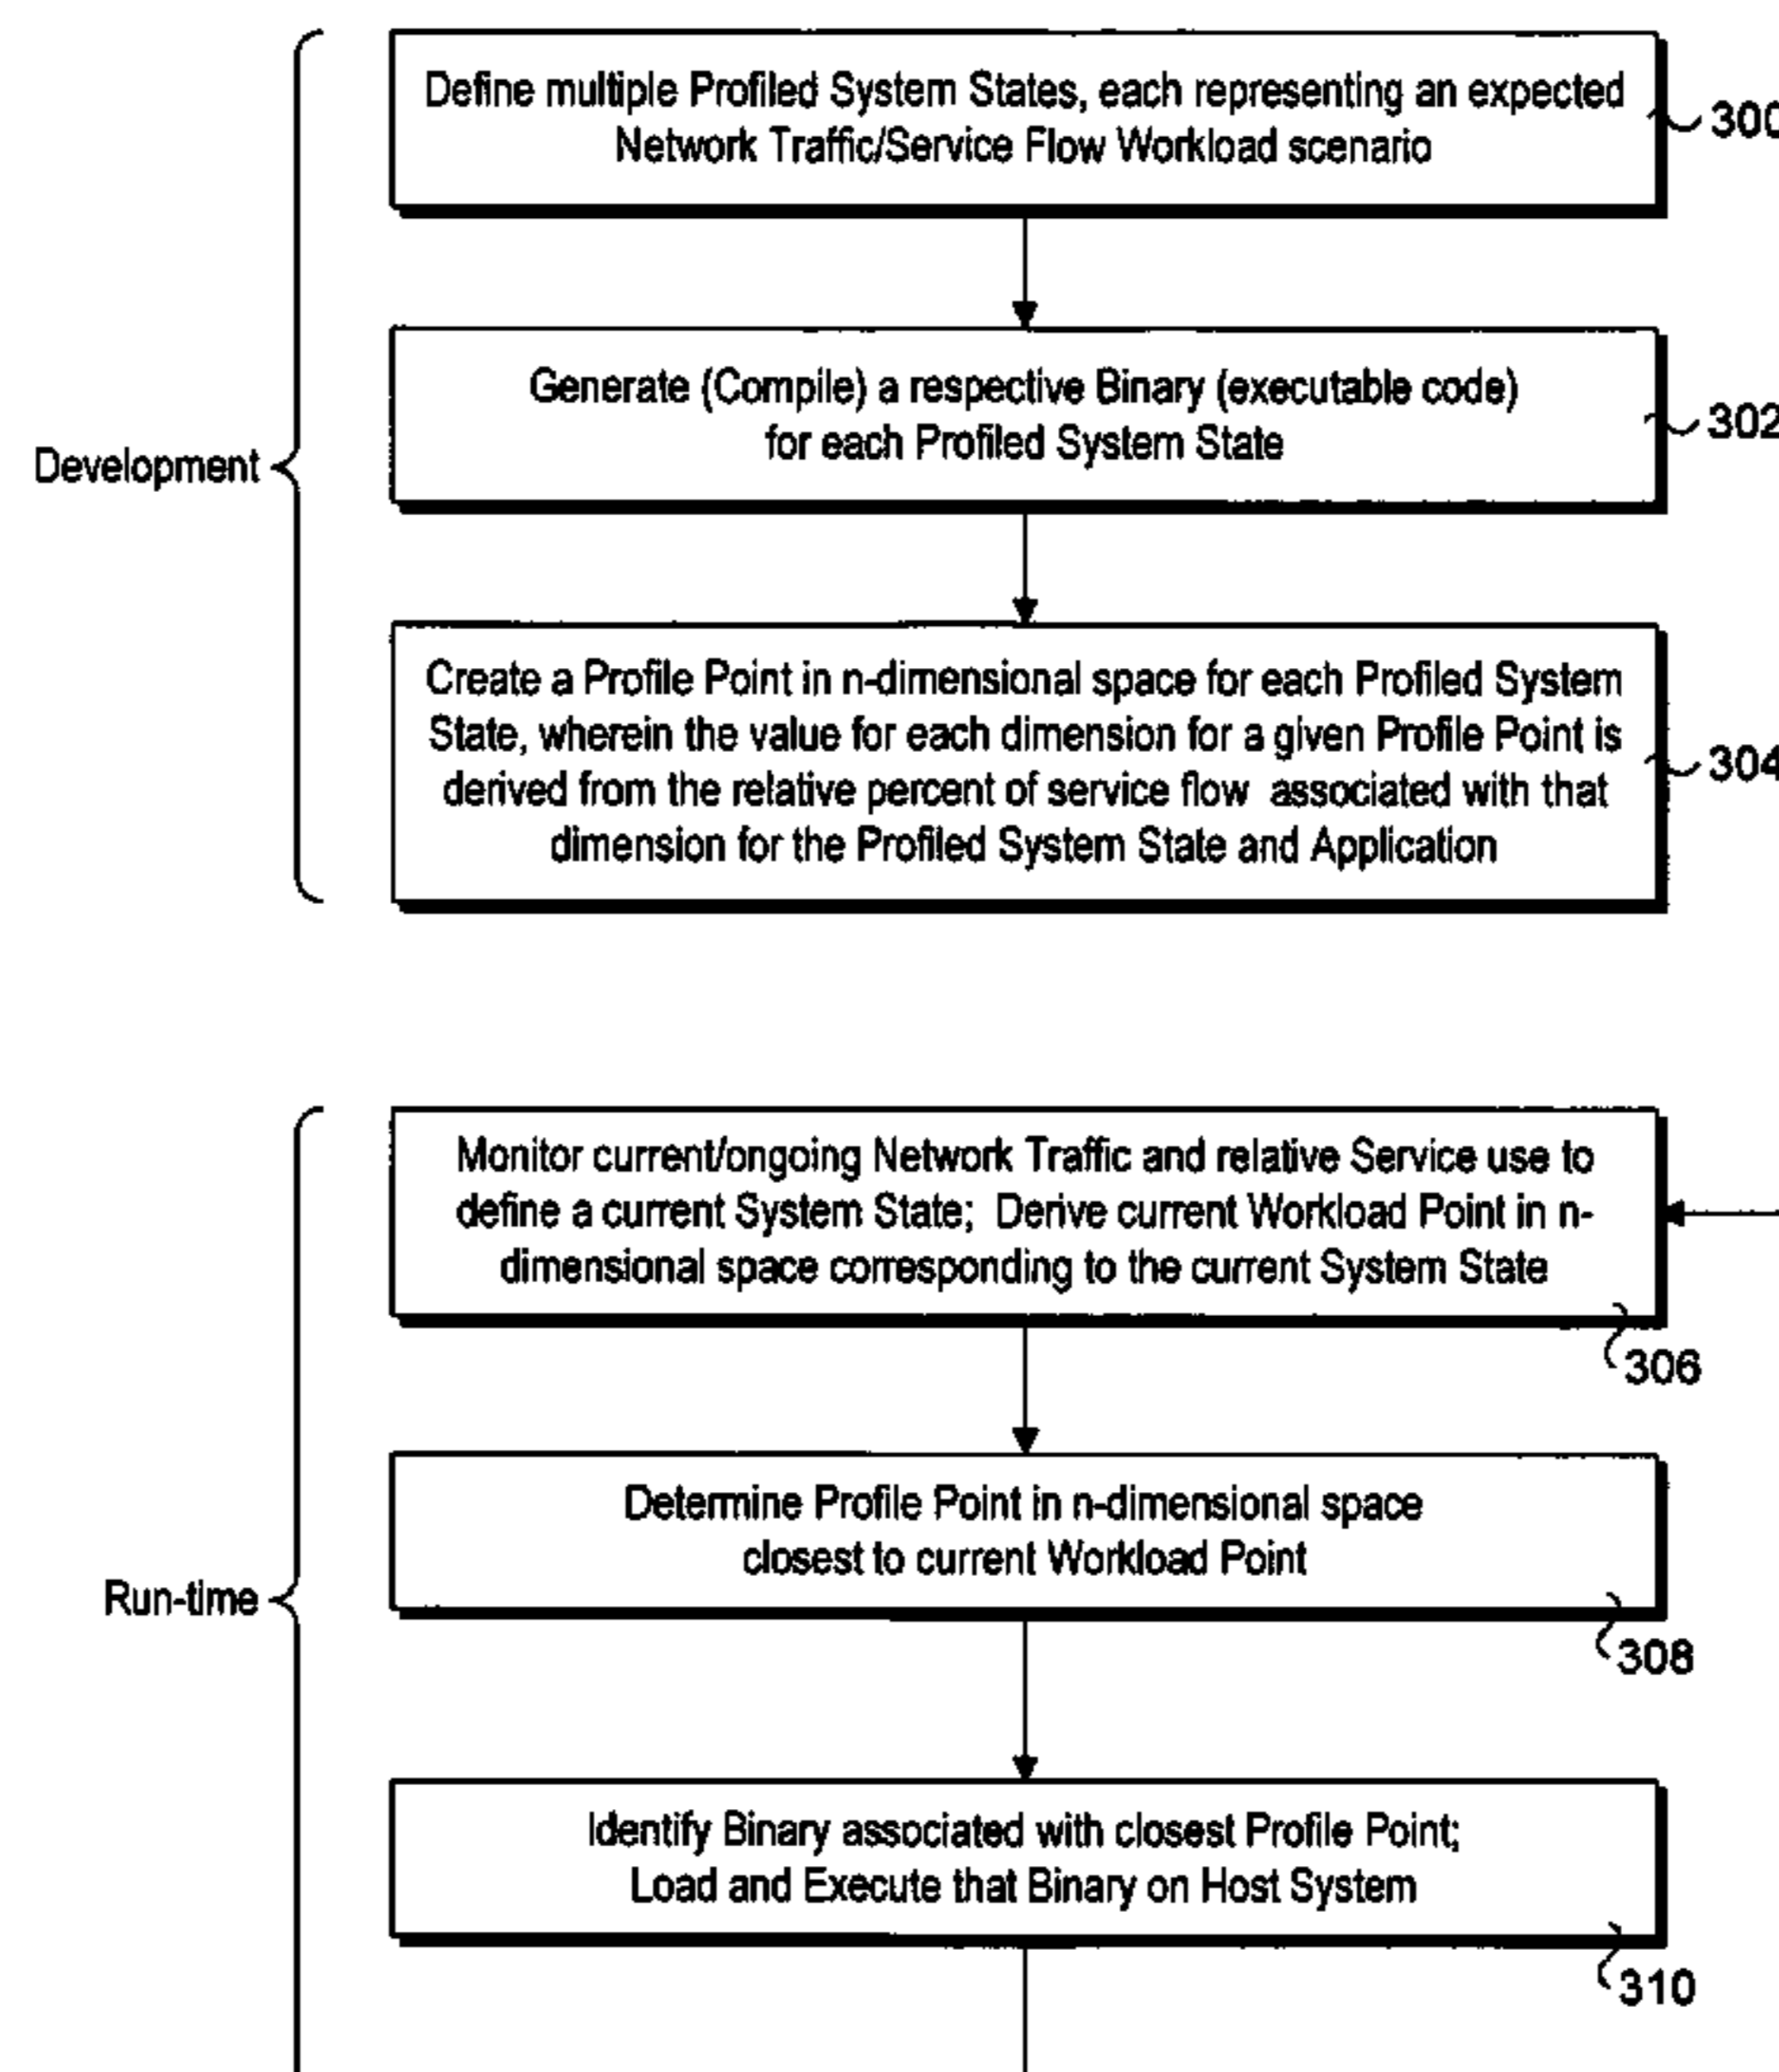 Define multiple Profiled System States, each representing an expected
Network Traffic/Service Flow Workload scenario
300
Generate (Compile) a respective Binary (executable code)
for each Profiled System State
302
Development
Create a Profile Point in n-dimensional space for each Profiled System
State, wherein the value for each dimension for a given Profile Point is
derived from the relative percent of service flow associated with that
dimension for the Profiled System State and Application
304
Monitor current/ongoing Network Traffic and relative Service use to
define a current System State; Derive current Workload Point in n-
dimensional space corresponding to the current System State
306
Determine Profile Point in n-dimensional space
closest to current Workload Point
308
Run-time
Identify Binary associated with closest Profile Point;
Load and Execute that Binary on Host System
310